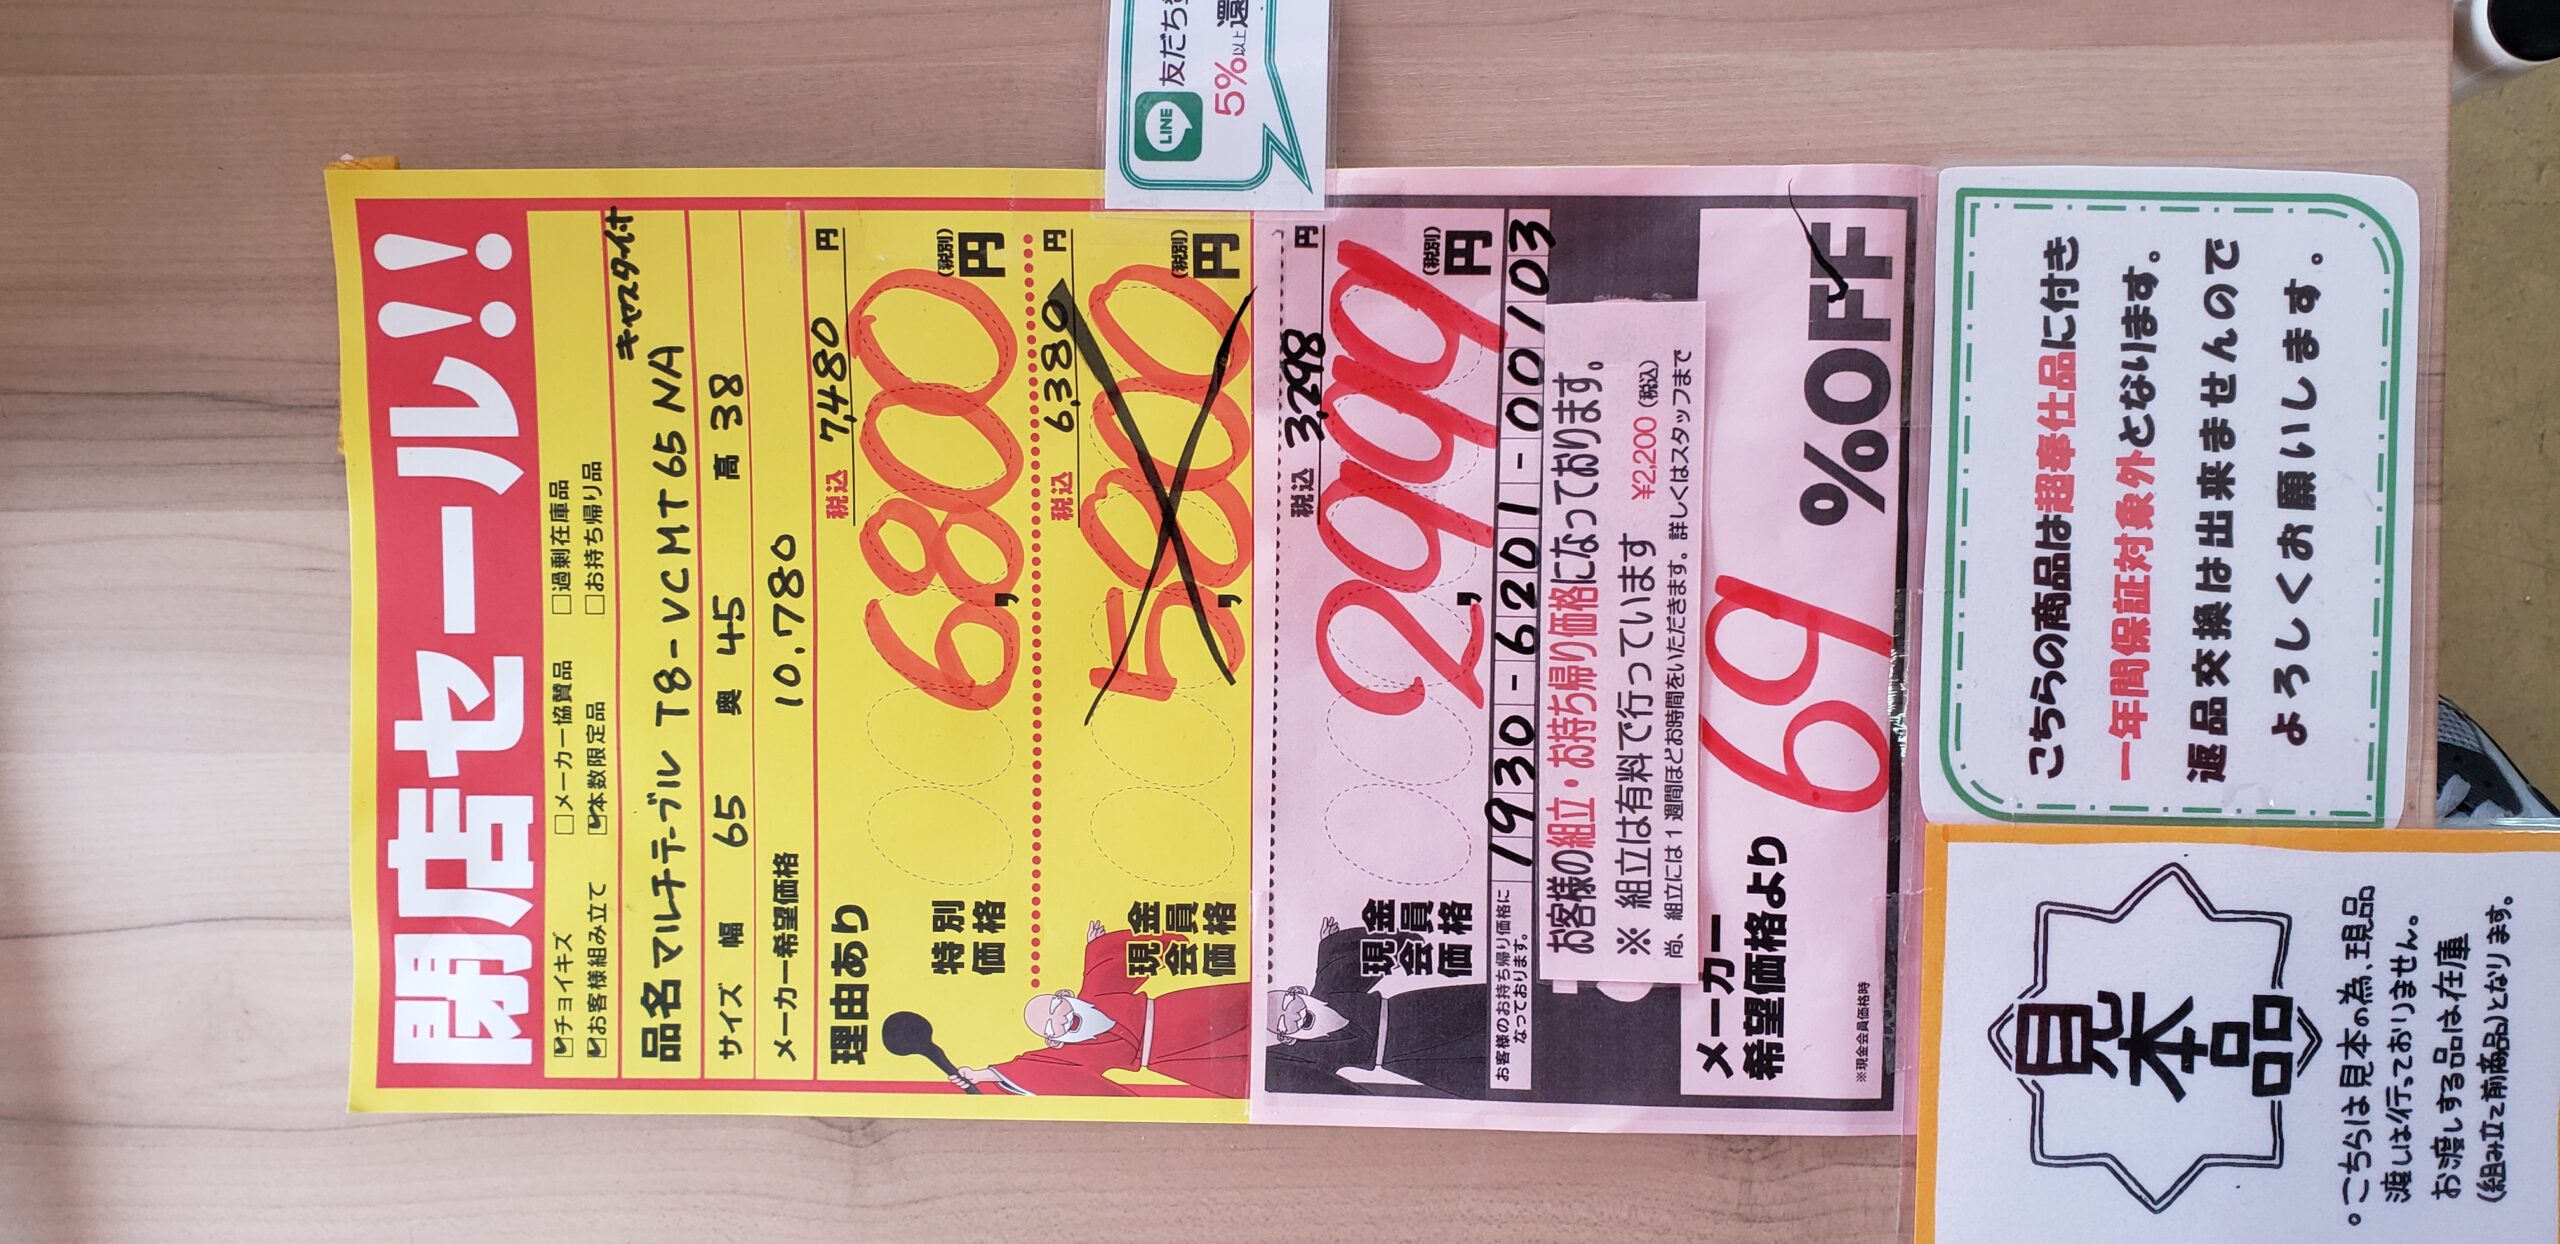 LINE
友だち
5%以上還
閉店セール!!
☑チョイキズ □メーカー協賛品 □過剰在庫品
☑お客様組み立て ☑本数限定品 □お持ち帰り品
キャスター付
品名 マルチテーブル T8-VCMT65NA
サイズ 幅 65 奥 45 高 38
メーカー希望価格 10,780
理由あり
税込 7,480 円
特別価格 6,800 (税別) 円
税込 6,380 円
現金会員価格 5,800 (税別) 円
税込 3,298 円
現金会員価格 2,999 (税別) 円
お客様のお持ち帰り価格になっております。
1930-6201-00/03
お客様の組立・お持ち帰り価格になっております。
※ 組立は有料で行っています ¥2,200(税込)
尚、組立には1週間ほどお時間をいただきます。詳しくはスタッフまで
メーカー希望価格より 69 %OFF
※現金会員価格時
こちらの商品は超奉仕品に付き
一年間保証対象外となります。
返品交換は出来ませんので
よろしくお願いします。
見本品
。こちらは見本の為、現品
渡しは行っておりません。
お渡しする品は在庫
(組み立て前商品)となります。